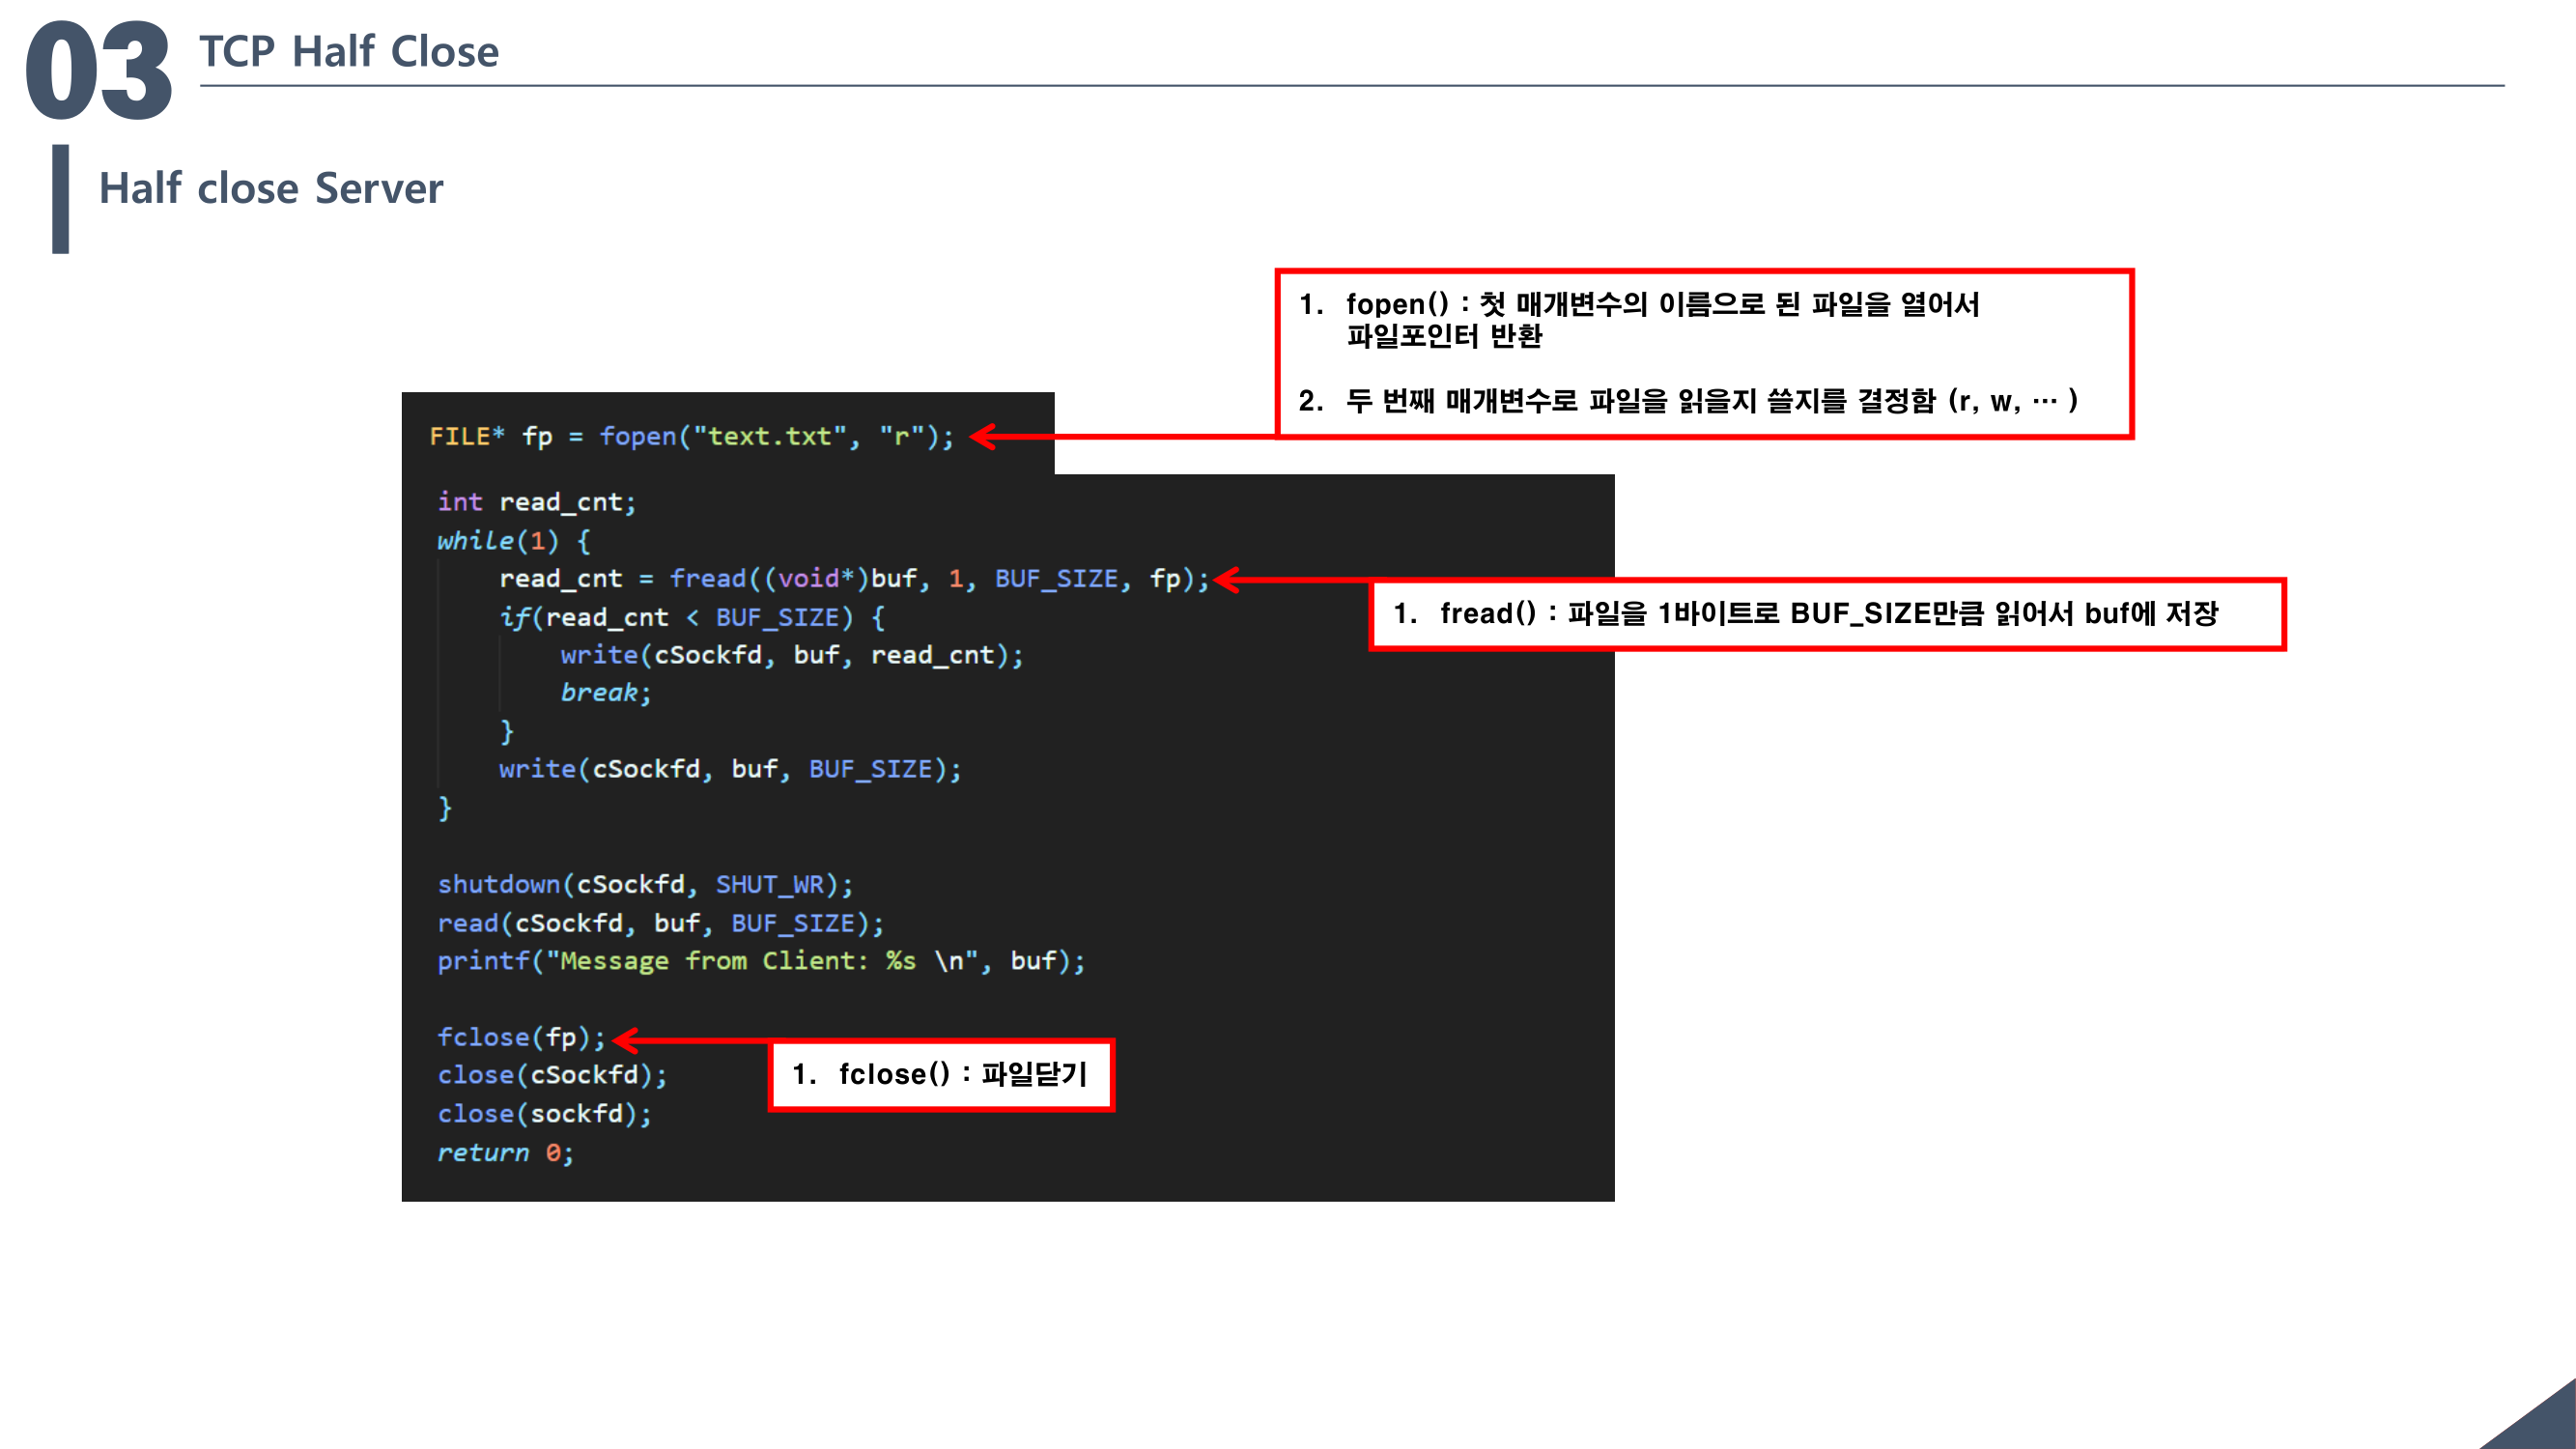 03 TCP Half Close
Half close Server
1. fopen() : 첫 매개변수의 이름으로 된 파일을 열어서
파일포인터 반환
2. 두 번째 매개변수로 파일을 읽을지 쓸지를 결정함 (r, w, … )
FILE* fp = fopen("text.txt", "r");
int read_cnt;
while(1) {
read_cnt = fread((void*)buf, 1, BUF_SIZE, fp);
1. fread() : 파일을 1바이트로 BUF_SIZE만큼 읽어서 buf에 저장
if(read_cnt < BUF_SIZE) {
write(cSockfd, buf, read_cnt);
break;
}
write(cSockfd, buf, BUF_SIZE);
}
shutdown(cSockfd, SHUT_WR);
read(cSockfd, buf, BUF_SIZE);
printf("Message from Client: %s \n", buf);
fclose(fp);
1. fclose() : 파일닫기
close(cSockfd);
close(sockfd);
return 0;